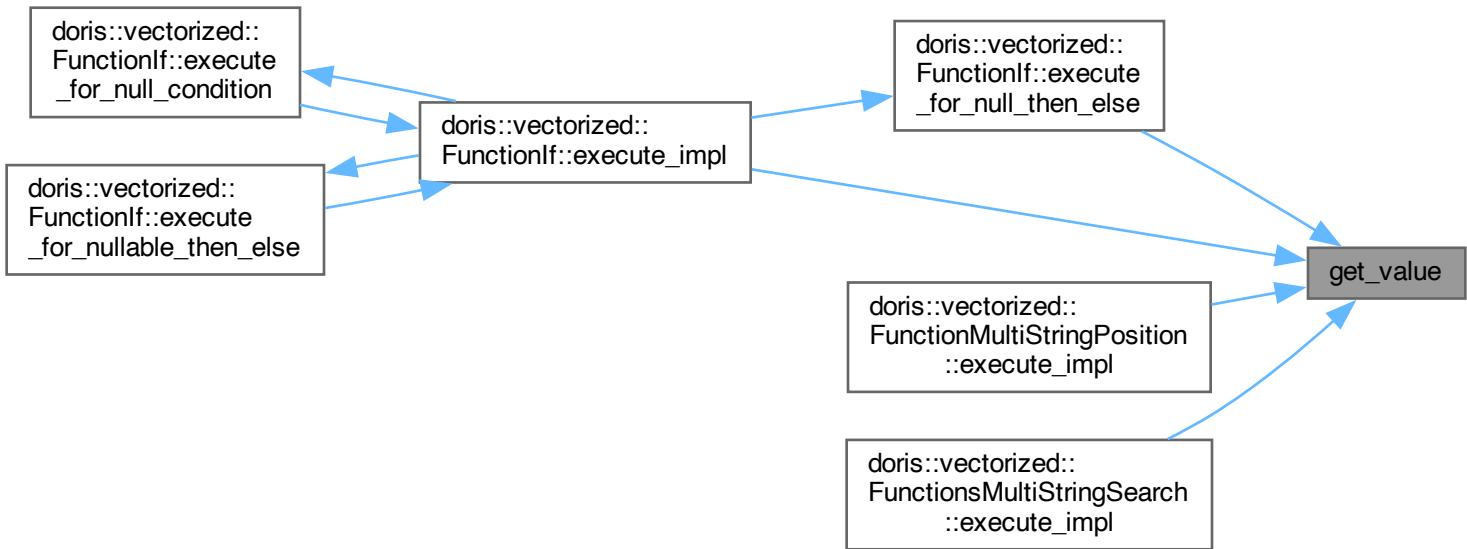 doris::vectorized::
FunctionIf::execute
_for_null_condition
doris::vectorized::
FunctionIf::execute
_for_nullable_then_else
doris::vectorized::
FunctionIf::execute_impl
doris::vectorized::
FunctionIf::execute
_for_null_then_else
doris::vectorized::
FunctionMultiStringPosition
::execute_impl
doris::vectorized::
FunctionsMultiStringSearch
::execute_impl
get_value